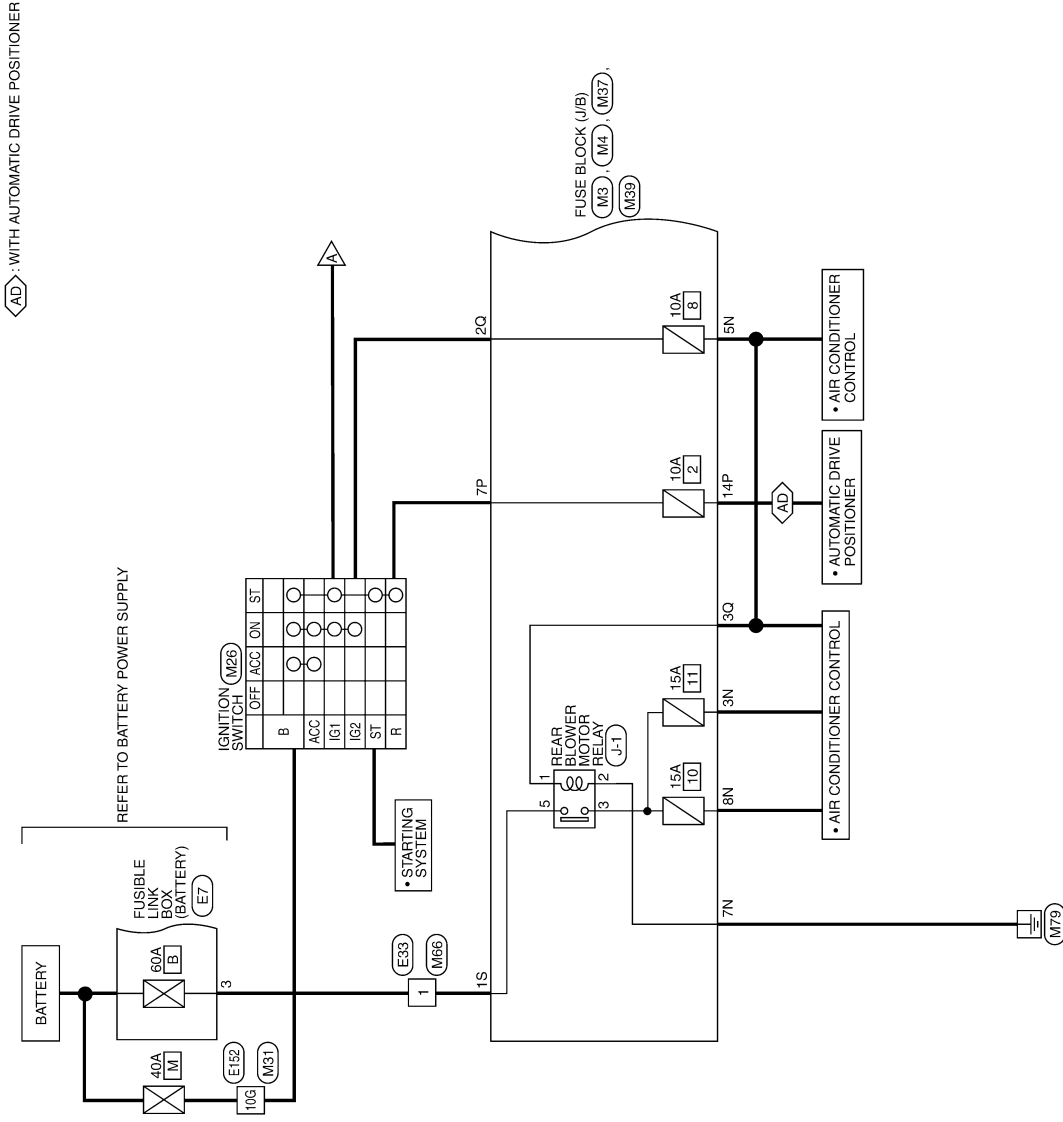 AD : WITH AUTOMATIC DRIVE POSITIONER
REFER TO BATTERY POWER SUPPLY
BATTERY
FUSIBLE
LINK
BOX
(BATTERY)
E7
60A
B
3
40A
M
E152
10G
M31
IGNITION
SWITCH
M26
OFF
ACC
ON
ST
B
ACC
IG1
IG2
ST
R
A
• STARTING
SYSTEM
E33
1
M66
1S
7P
2Q
FUSE BLOCK (J/B)
M3 , M4 , M37 ,
M39
REAR
BLOWER
MOTOR
RELAY
J-1
5
1
3
2
15A
10
15A
11
10A
2
10A
8
7N
8N
3N
3Q
14P
5N
AD
• AIR CONDITIONER CONTROL
• AUTOMATIC DRIVE
POSITIONER
• AIR CONDITIONER
CONTROL
M79